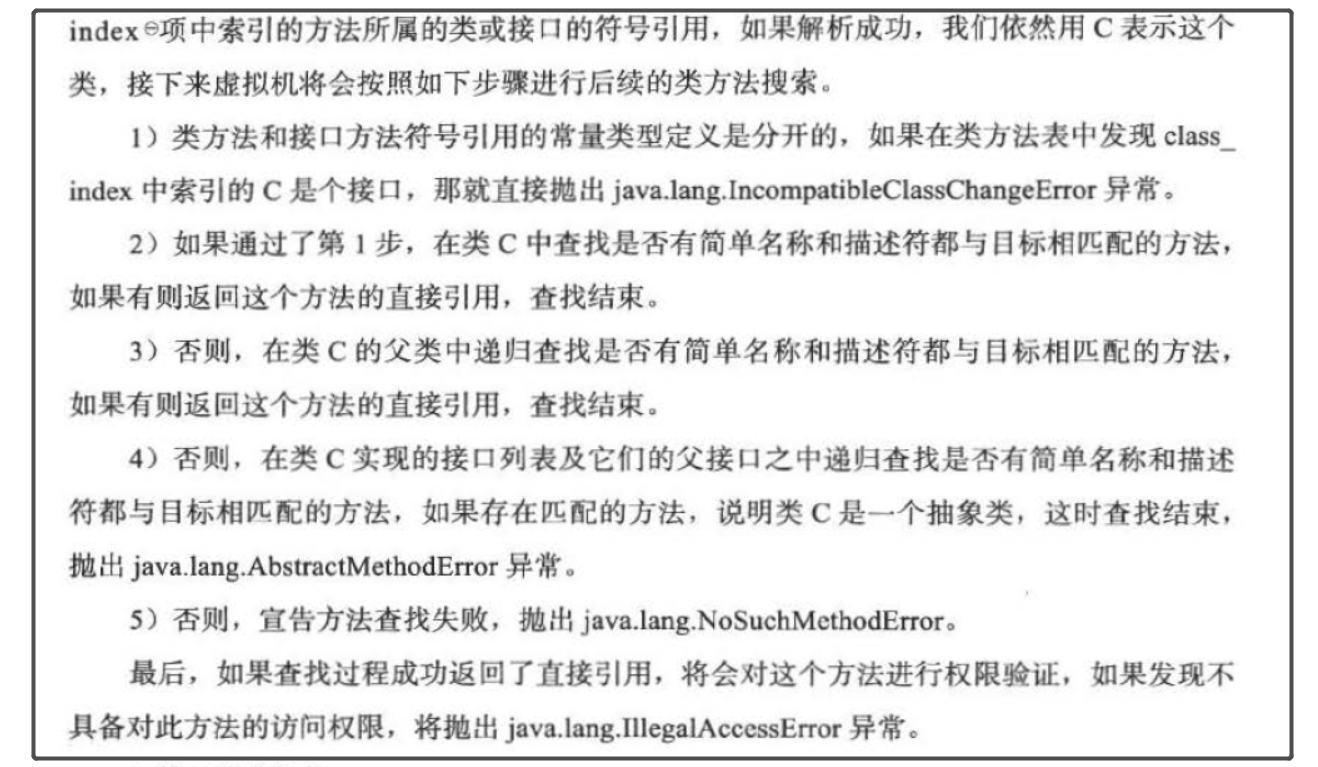 index⊖项中索引的方法所属的类或接口的符号引用，如果解析成功，我们依然用 C 表示这个
类，接下来虚拟机将会按照如下步骤进行后续的类方法搜索。
1）类方法和接口方法符号引用的常量类型定义是分开的，如果在类方法表中发现 class_
index 中索引的 C 是个接口，那就直接抛出 java.lang.IncompatibleClassChangeError 异常。
2）如果通过了第 1 步，在类 C 中查找是否有简单名称和描述符都与目标相匹配的方法，
如果有则返回这个方法的直接引用，查找结束。
3）否则，在类 C 的父类中递归查找是否有简单名称和描述符都与目标相匹配的方法，
如果有则返回这个方法的直接引用，查找结束。
4）否则，在类 C 实现的接口列表及它们的父接口之中递归查找是否有简单名称和描述
符都与目标相匹配的方法，如果存在匹配的方法，说明类 C 是一个抽象类，这时查找结束，
抛出 java.lang.AbstractMethodError 异常。
5）否则，宣告方法查找失败，抛出 java.lang.NoSuchMethodError。
最后，如果查找过程成功返回了直接引用，将会对这个方法进行权限验证，如果发现不
具备对此方法的访问权限，将抛出 java.lang.IllegalAccessError 异常。